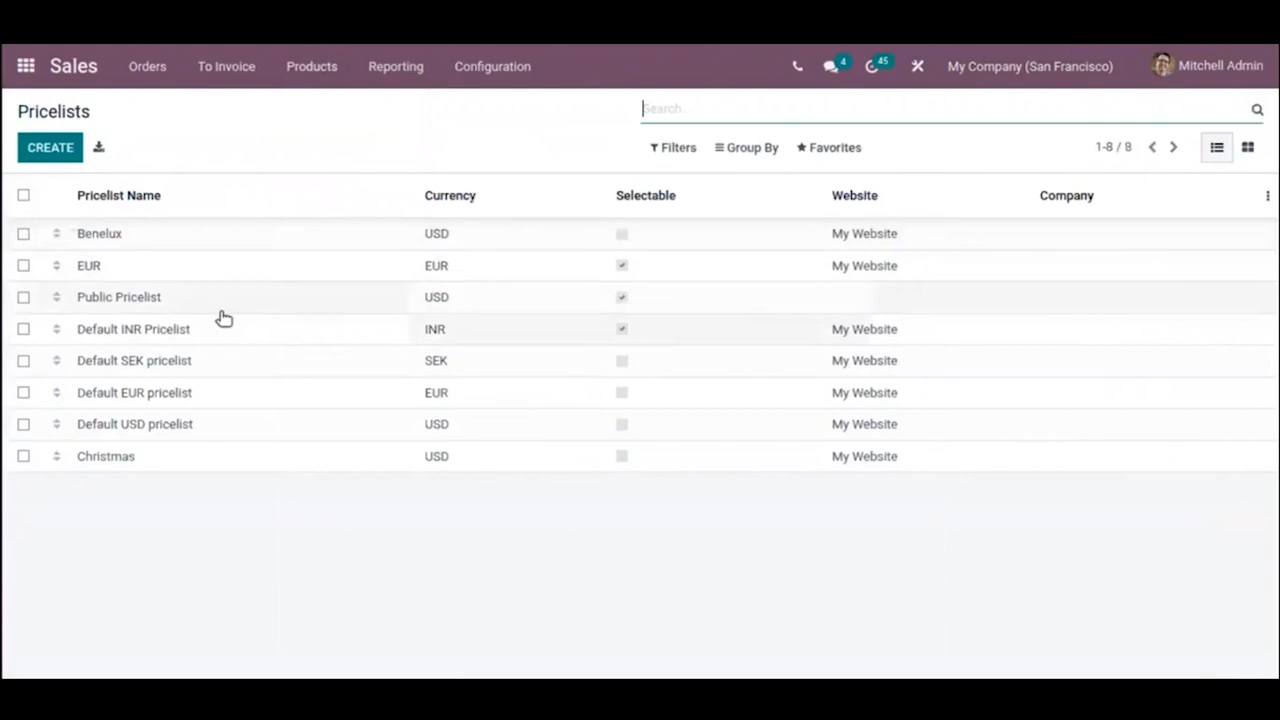 Sales Orders To Invoice Products Reporting Configuration 4 45 My Company (San Francisco) Mitchell Admin
Pricelists Search...
CREATE Filters Group By Favorites 1-8 / 8
Pricelist Name Currency Selectable Website Company
Benelux USD My Website
EUR EUR My Website
Public Pricelist USD
Default INR Pricelist INR My Website
Default SEK pricelist SEK My Website
Default EUR pricelist EUR My Website
Default USD pricelist USD My Website
Christmas USD My Website